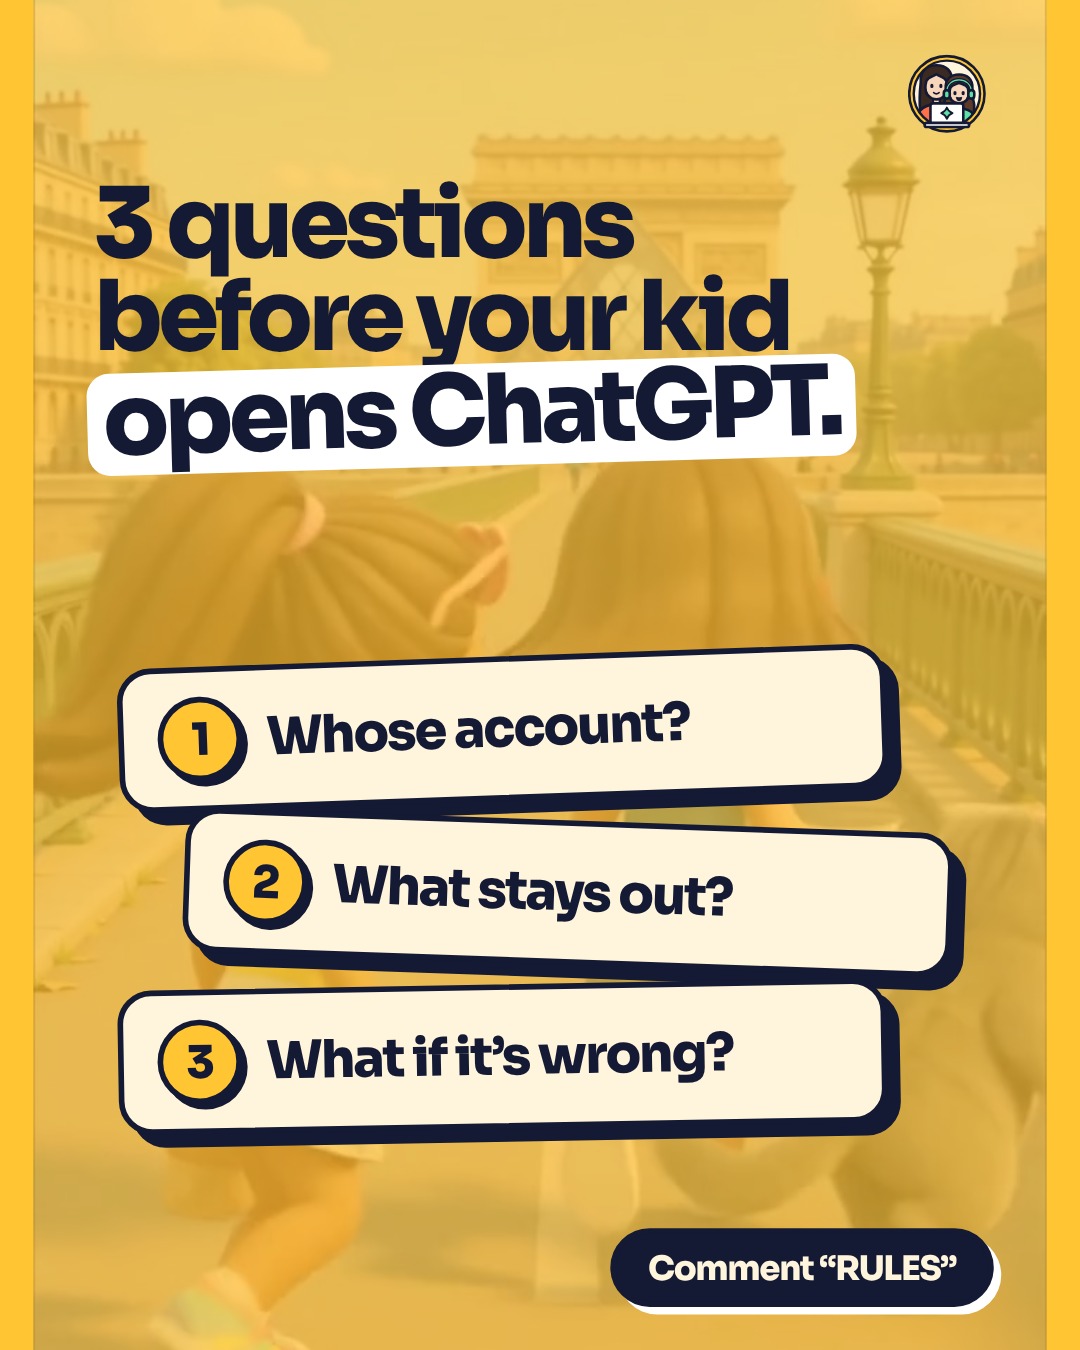 3 questions
before your kid
opens ChatGPT.
1 Whose account?
2 What stays out?
3 What if it’s wrong?
Comment “RULES”